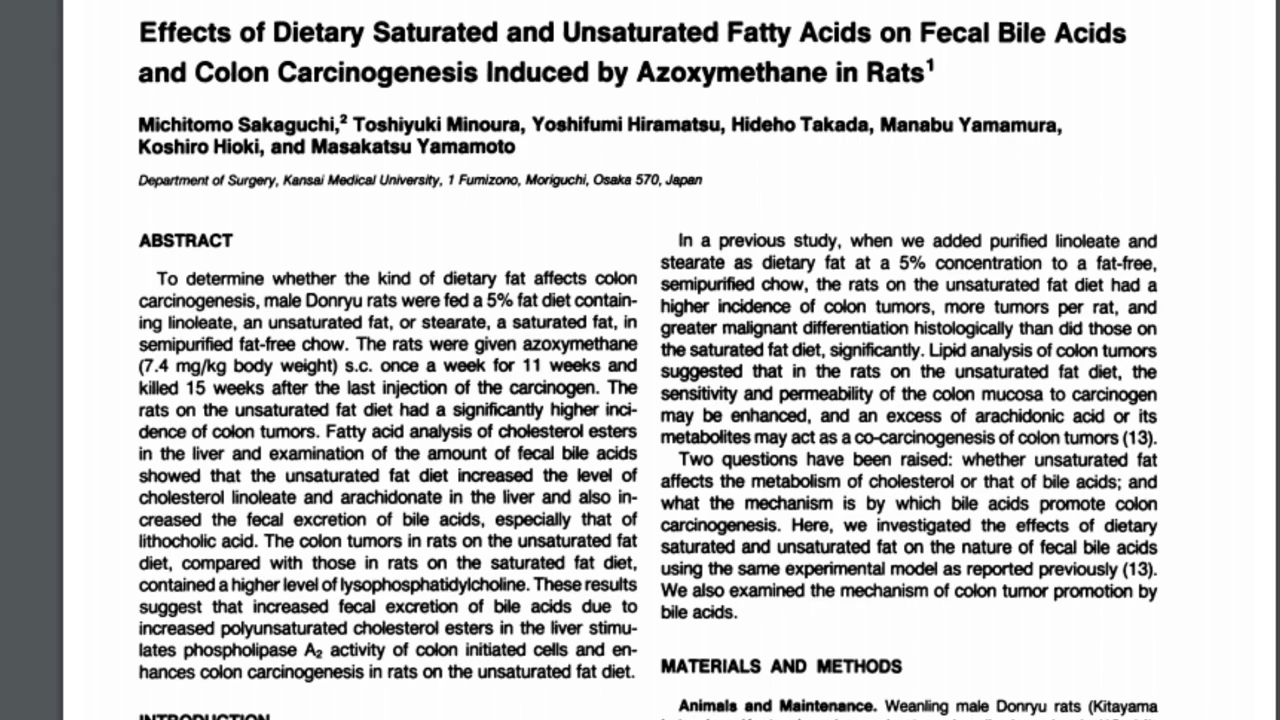 Effects of Dietary Saturated and Unsaturated Fatty Acids on Fecal Bile Acids
and Colon Carcinogenesis Induced by Azoxymethane in Rats¹
Michitomo Sakaguchi,² Toshiyuki Minoura, Yoshifumi Hiramatsu, Hideho Takada, Manabu Yamamura,
Koshiro Hioki, and Masakatsu Yamamoto
Department of Surgery, Kansai Medical University, 1 Fumizono, Moriguchi, Osaka 570, Japan
ABSTRACT
To determine whether the kind of dietary fat affects colon
carcinogenesis, male Donryu rats were fed a 5% fat diet contain-
ing linoleate, an unsaturated fat, or stearate, a saturated fat, in
semipurified fat-free chow. The rats were given azoxymethane
(7.4 mg/kg body weight) s.c. once a week for 11 weeks and
killed 15 weeks after the last injection of the carcinogen. The
rats on the unsaturated fat diet had a significantly higher inci-
dence of colon tumors. Fatty acid analysis of cholesterol esters
in the liver and examination of the amount of fecal bile acids
showed that the unsaturated fat diet increased the level of
cholesterol linoleate and arachidonate in the liver and also in-
creased the fecal excretion of bile acids, especially that of
lithocholic acid. The colon tumors in rats on the unsaturated fat
diet, compared with those in rats on the saturated fat diet,
contained a higher level of lysophosphatidylcholine. These results
suggest that increased fecal excretion of bile acids due to
increased polyunsaturated cholesterol esters in the liver stimu-
lates phospholipase A₂ activity of colon initiated cells and en-
hances colon carcinogenesis in rats on the unsaturated fat diet.
INTRODUCTION
In a previous study, when we added purified linoleate and
stearate as dietary fat at a 5% concentration to a fat-free,
semipurified chow, the rats on the unsaturated fat diet had a
higher incidence of colon tumors, more tumors per rat, and
greater malignant differentiation histologically than did those on
the saturated fat diet, significantly. Lipid analysis of colon tumors
suggested that in the rats on the unsaturated fat diet, the
sensitivity and permeability of the colon mucosa to carcinogen
may be enhanced, and an excess of arachidonic acid or its
metabolites may act as a co-carcinogenesis of colon tumors (13).
Two questions have been raised: whether unsaturated fat
affects the metabolism of cholesterol or that of bile acids; and
what the mechanism is by which bile acids promote colon
carcinogenesis. Here, we investigated the effects of dietary
saturated and unsaturated fat on the nature of fecal bile acids
using the same experimental model as reported previously (13).
We also examined the mechanism of colon tumor promotion by
bile acids.
MATERIALS AND METHODS
Animals and Maintenance. Weanling male Donryu rats (Kitayama